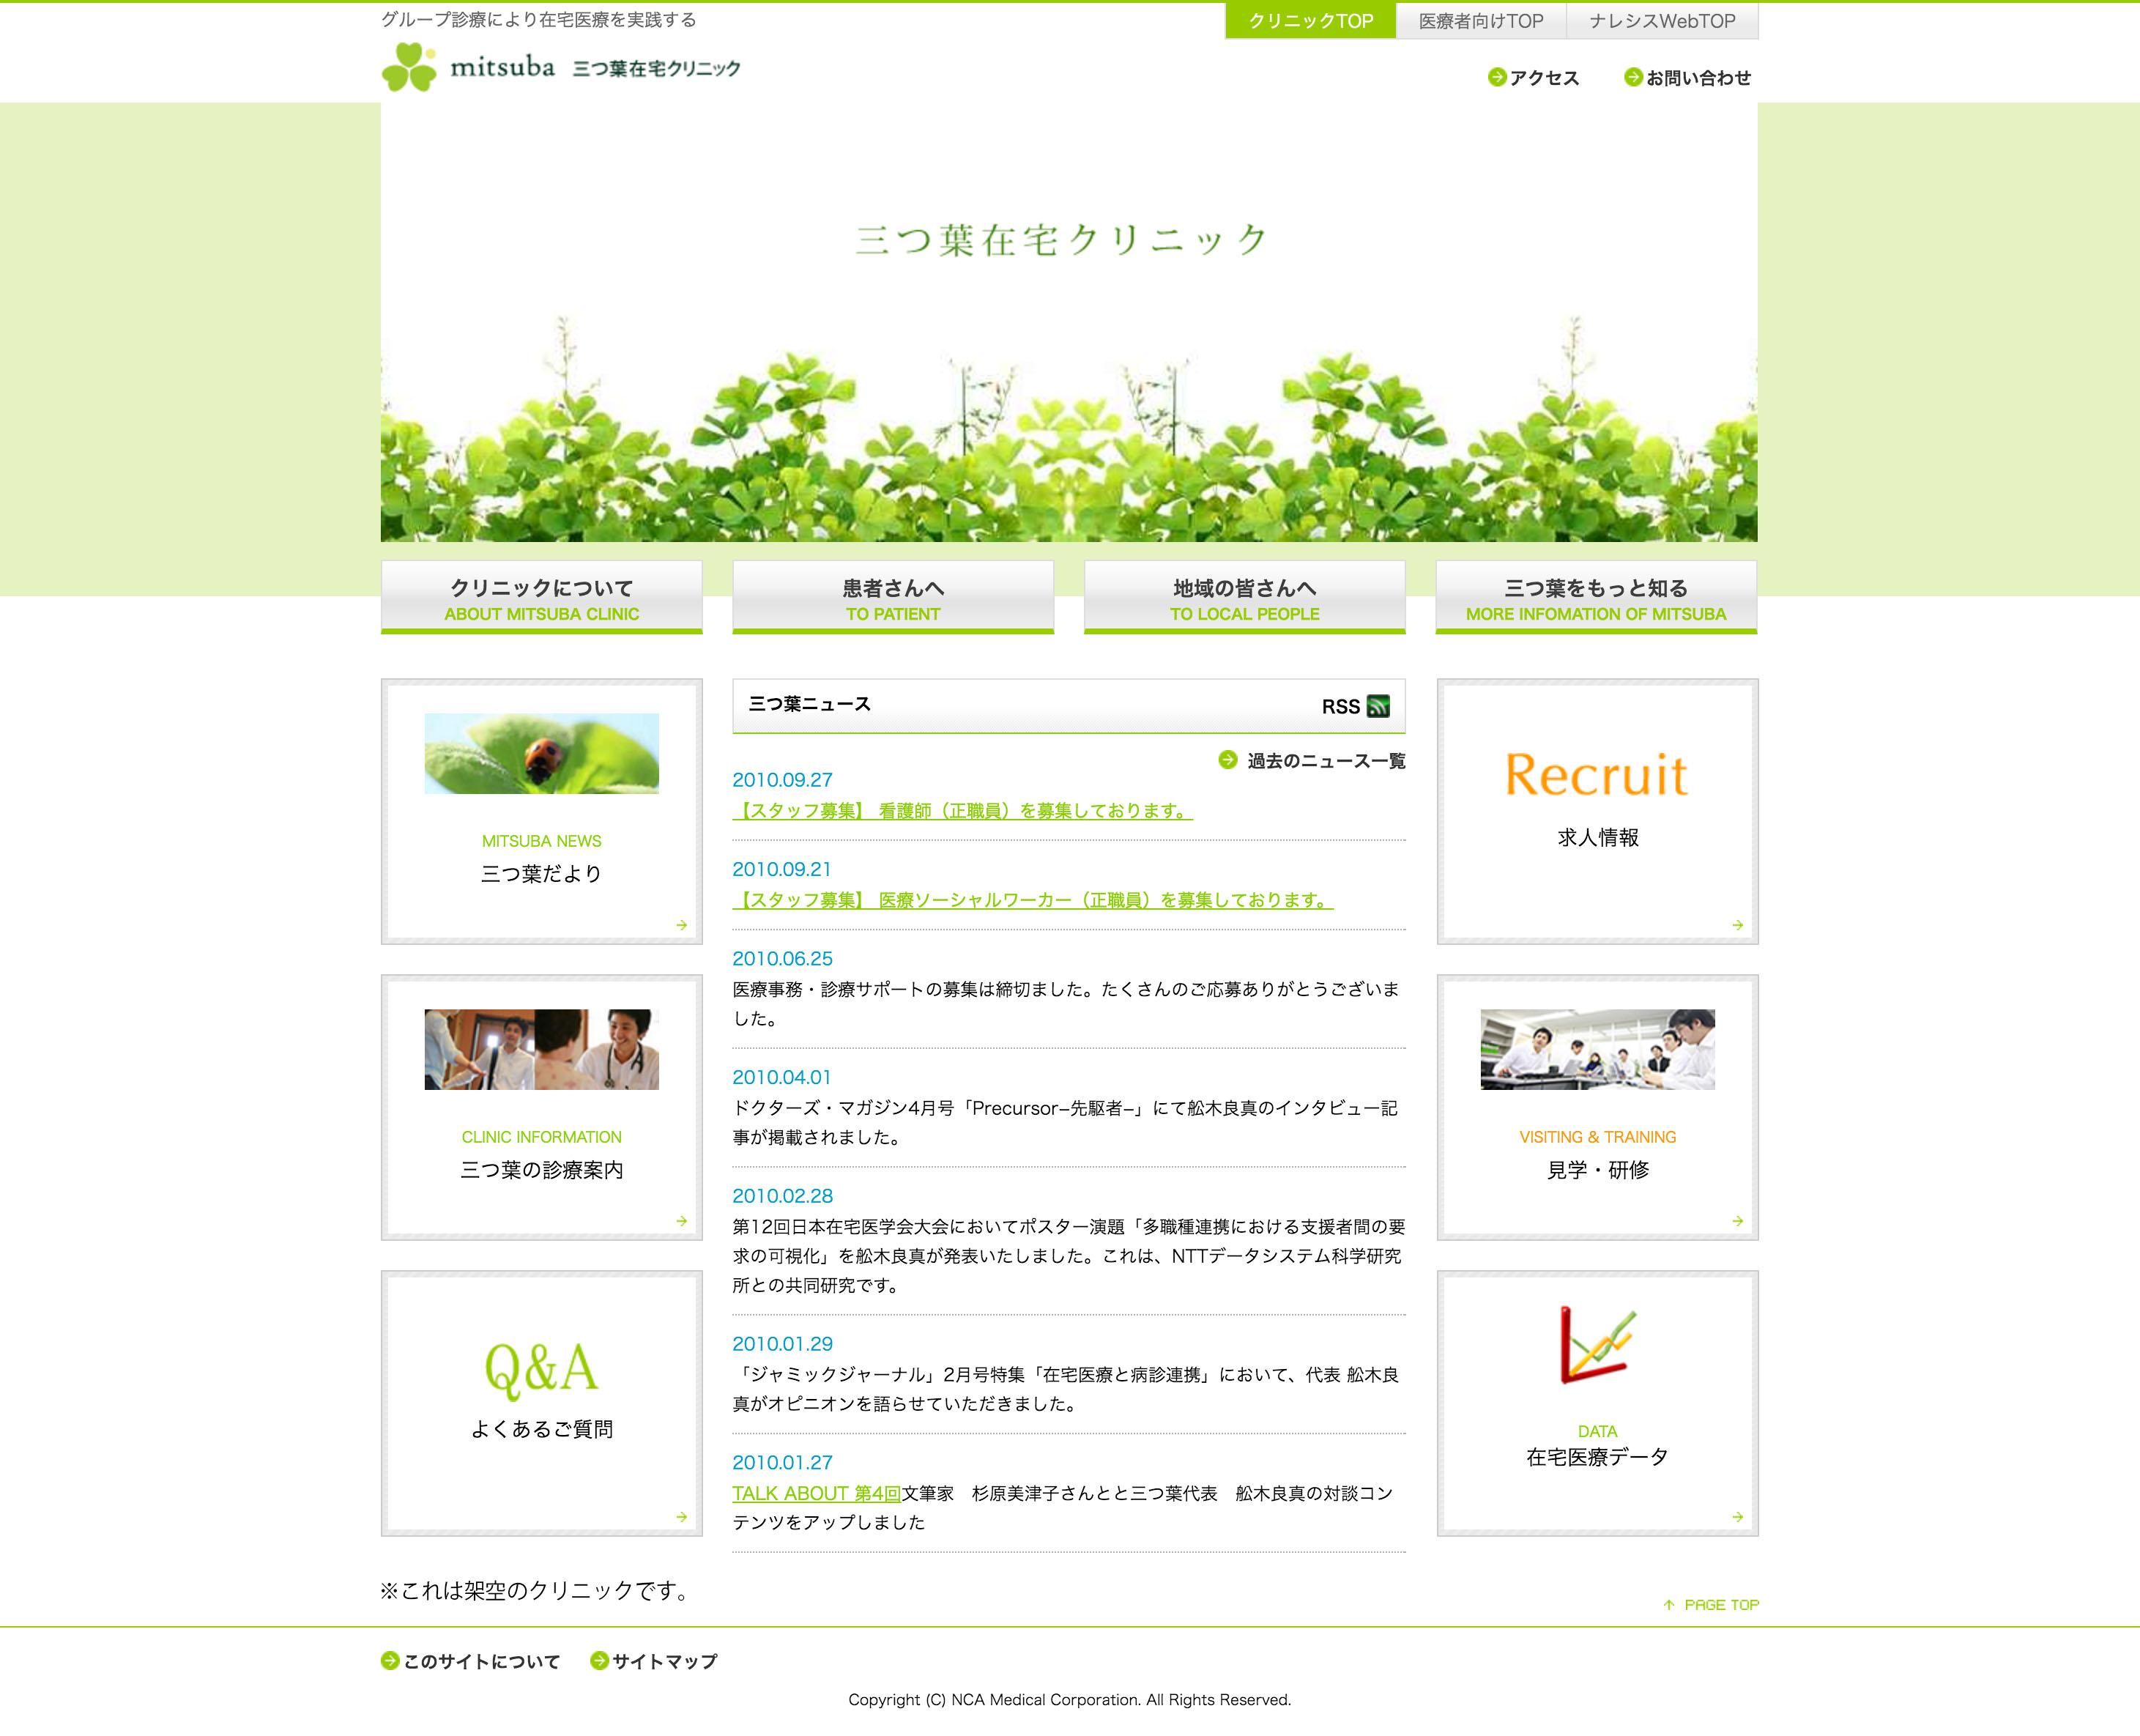 グループ診療により在宅医療を実践する
クリニックTOP
医療者向けTOP
ナレシスWebTOP
mitsuba 三つ葉在宅クリニック
アクセス
お問い合わせ
三つ葉在宅クリニック
クリニックについて
ABOUT MITSUBA CLINIC
患者さんへ
TO PATIENT
地域の皆さんへ
TO LOCAL PEOPLE
三つ葉をもっと知る
MORE INFOMATION OF MITSUBA
MITSUBA NEWS
三つ葉だより
CLINIC INFORMATION
三つ葉の診療案内
Q&A
よくあるご質問
三つ葉ニュース
RSS
過去のニュース一覧
2010.09.27
【スタッフ募集】 看護師（正職員）を募集しております。
2010.09.21
【スタッフ募集】 医療ソーシャルワーカー（正職員）を募集しております。
2010.06.25
医療事務・診療サポートの募集は締切ました。たくさんのご応募ありがとうございま
した。
2010.04.01
ドクターズ・マガジン4月号「Precursor–先駆者–」にて舩木良真のインタビュー記
事が掲載されました。
2010.02.28
第12回日本在宅医学会大会においてポスター演題「多職種連携における支援者間の要
求の可視化」を舩木良真が発表いたしました。これは、NTTデータシステム科学研究
所との共同研究です。
2010.01.29
「ジャミックジャーナル」2月号特集「在宅医療と病診連携」において、代表 舩木良
真がオピニオンを語らせていただきました。
2010.01.27
TALK ABOUT 第4回文筆家　杉原美津子さんとと三つ葉代表　舩木良真の対談コン
テンツをアップしました
Recruit
求人情報
VISITING & TRAINING
見学・研修
DATA
在宅医療データ
※これは架空のクリニックです。
PAGE TOP
このサイトについて
サイトマップ
Copyright (C) NCA Medical Corporation. All Rights Reserved.